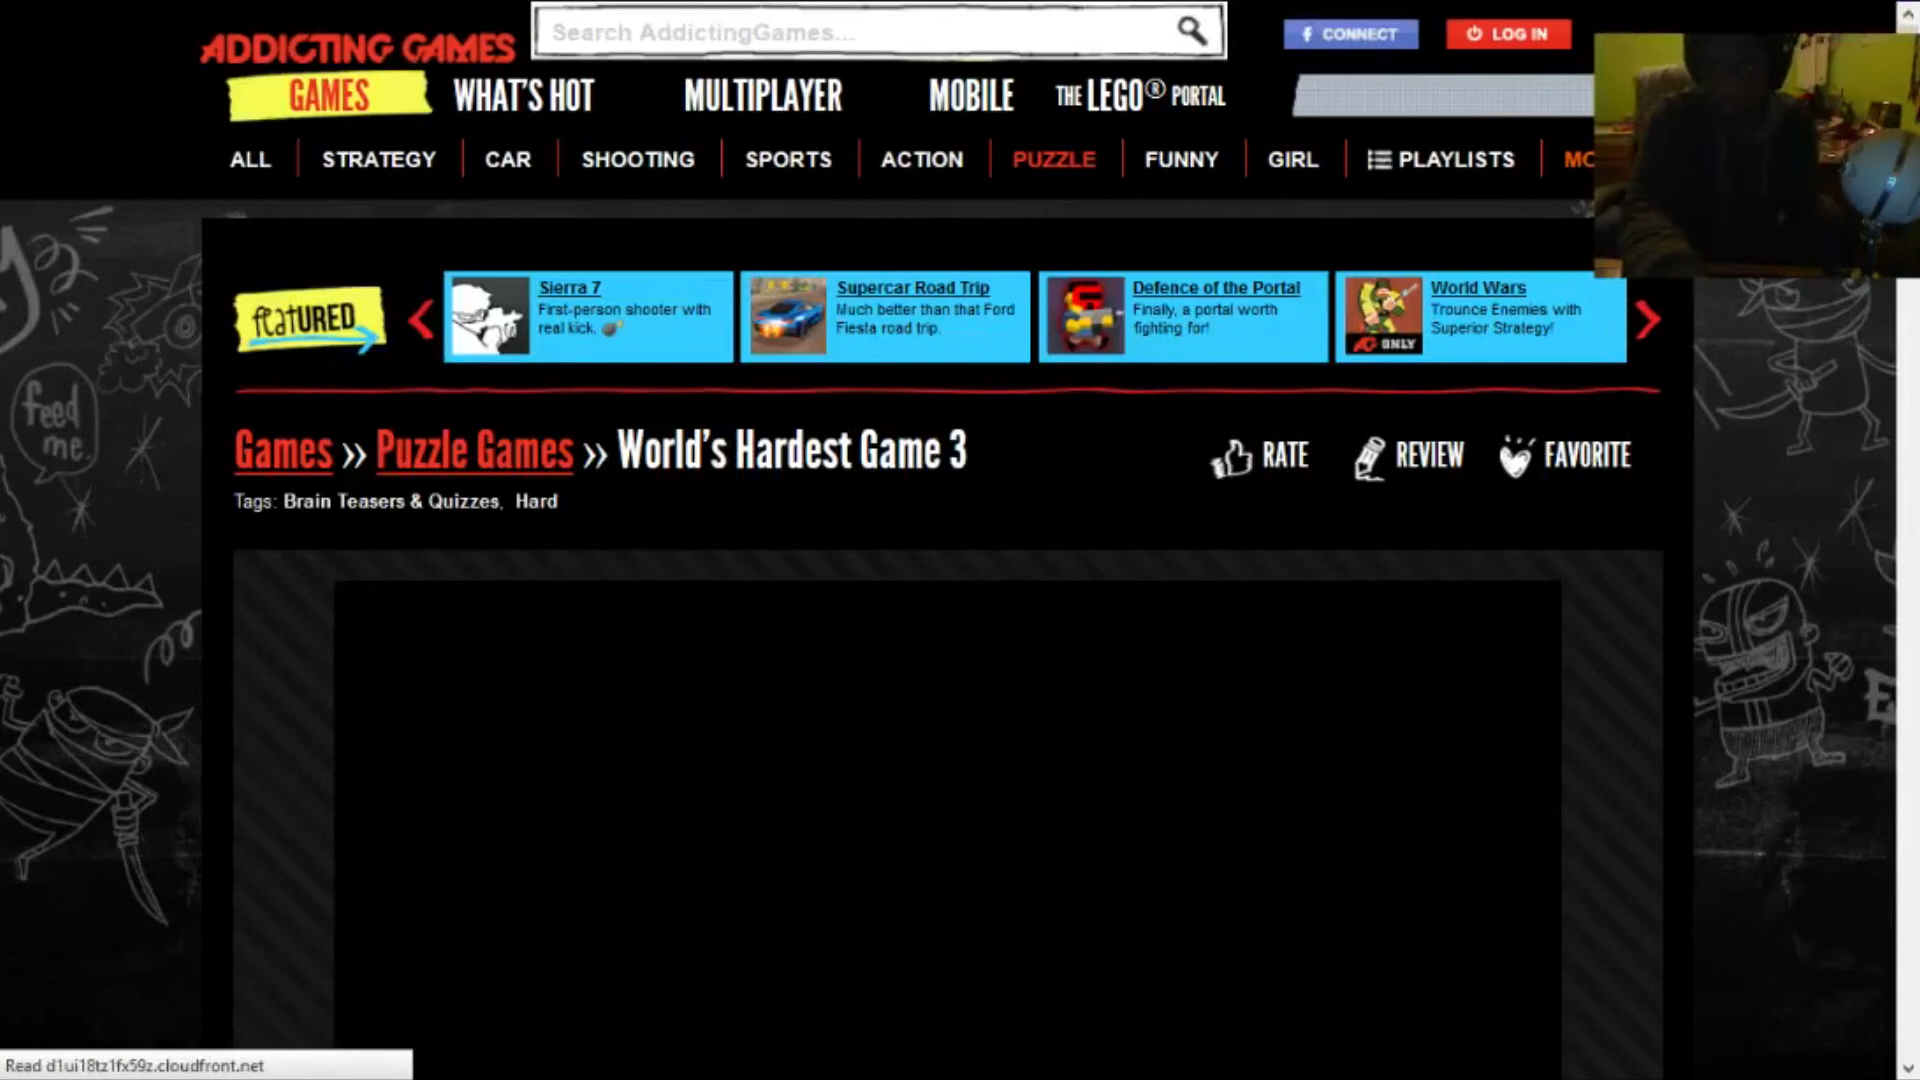 ADDICTING GAMES
Search AddictingGames...
f CONNECT
LOG IN
GAMES
WHAT'S HOT
MULTIPLAYER
MOBILE
THE LEGO® PORTAL
ALL
STRATEGY
CAR
SHOOTING
SPORTS
ACTION
PUZZLE
FUNNY
GIRL
PLAYLISTS
featURED
Sierra 7
First-person shooter with
real kick.
Supercar Road Trip
Much better than that Ford
Fiesta road trip.
Defence of the Portal
Finally, a portal worth
fighting for!
World Wars
Trounce Enemies with
Superior Strategy!
AG ONLY
feed
me.
Games » Puzzle Games » World's Hardest Game 3
RATE
REVIEW
FAVORITE
Tags: Brain Teasers & Quizzes, Hard
Read d1ui18tz1fx59z.cloudfront.net